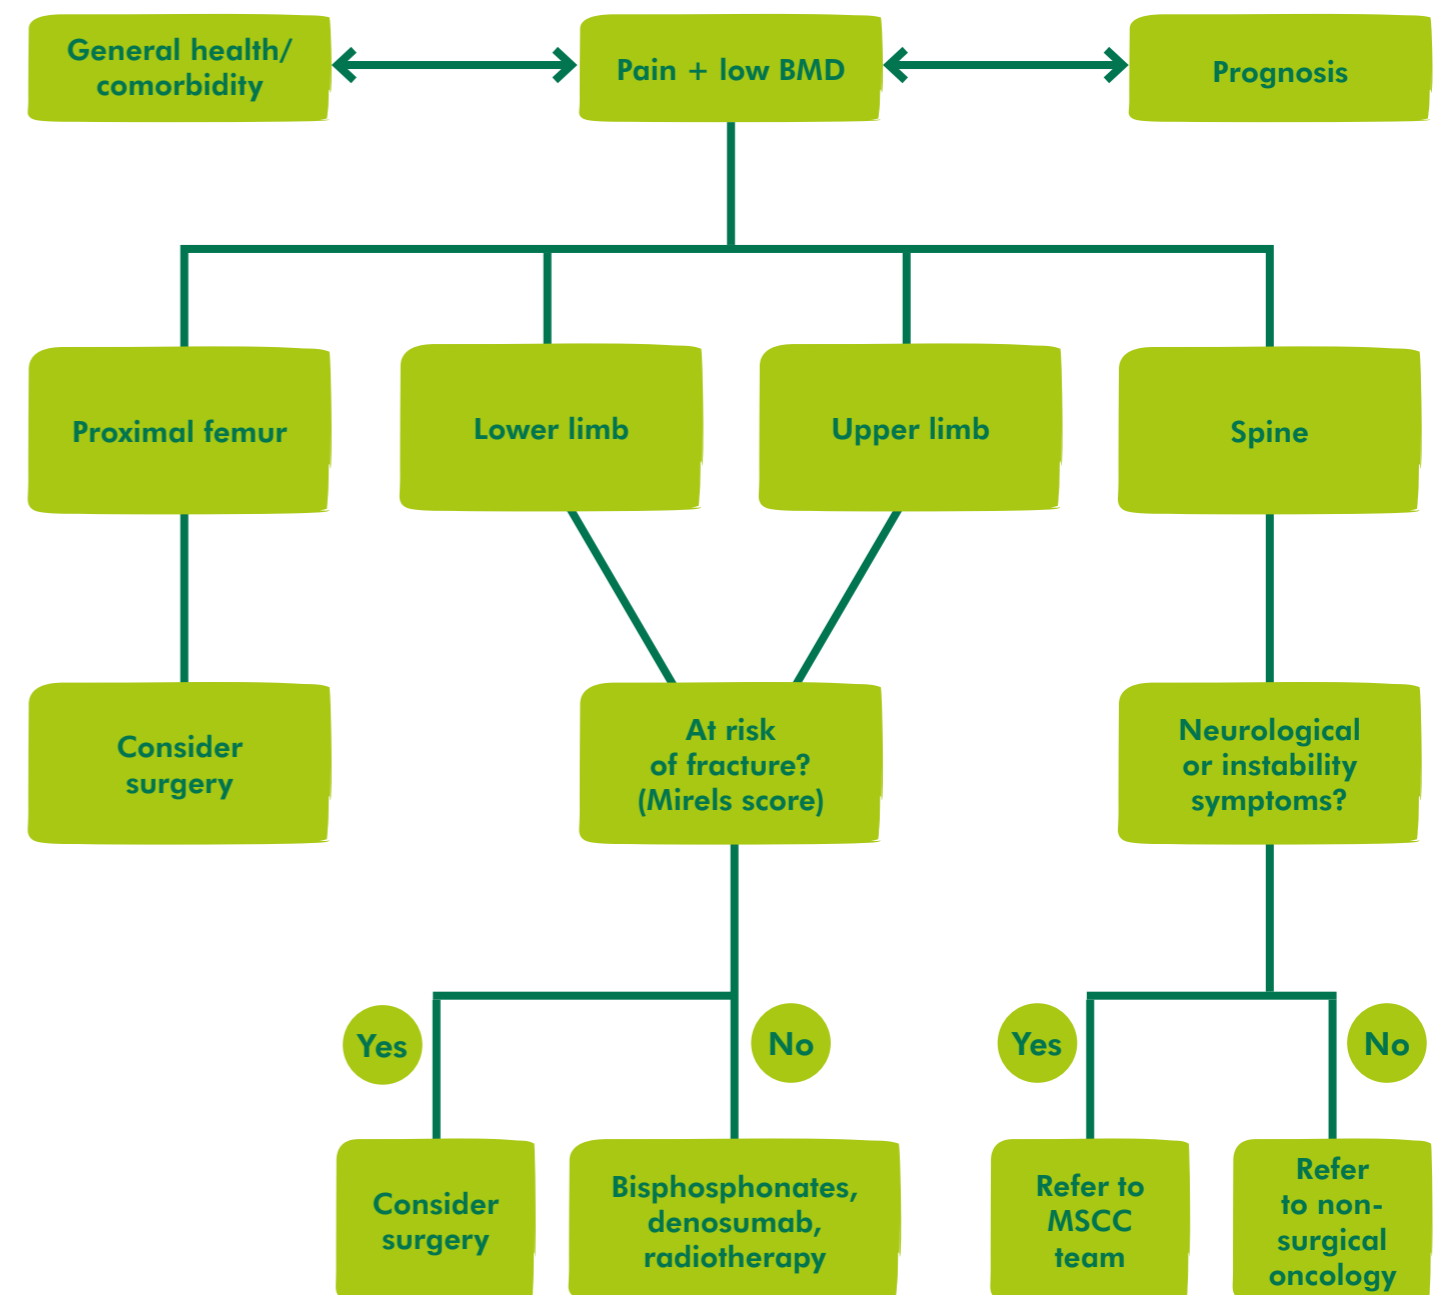 General health/
comorbidity
Pain + low BMD
Prognosis
Proximal femur
Lower limb
Upper limb
Spine
Consider
surgery
At risk
of fracture?
(Mirels score)
Neurological
or instability
symptoms?
Yes
No
Yes
No
Consider
surgery
Bisphosphonates,
denosumab,
radiotherapy
Refer to
MSCC
team
Refer
to non-
surgical
oncology